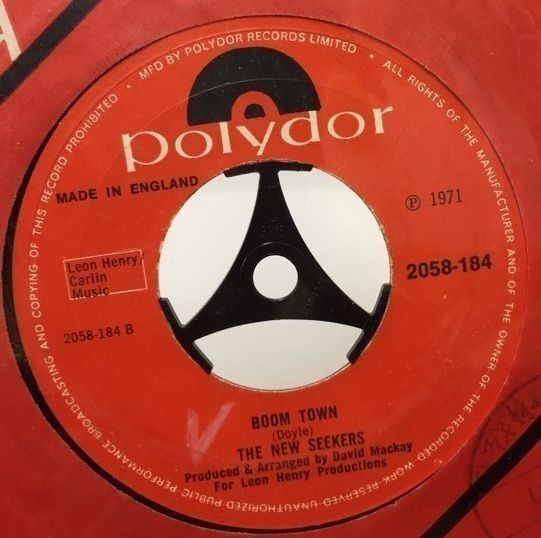 MFD BY POLYDOR RECORDS LIMITED • ALL RIGHTS OF THE MANUFACTURER AND OF THE OWNER OF THE RECORDED WORK RESERVED UNAUTHORIZED PUBLIC PERFORMANCE BROADCASTING AND COPYING OF THIS RECORD PROHIBITED •
polydor
MADE IN ENGLAND
℗ 1971
Leon Henry/
Carlin
Music
2058-184
2058-184 B
BOOM TOWN
(Doyle)
THE NEW SEEKERS
Produced & Arranged by David Mackay
For Leon Henry Productions